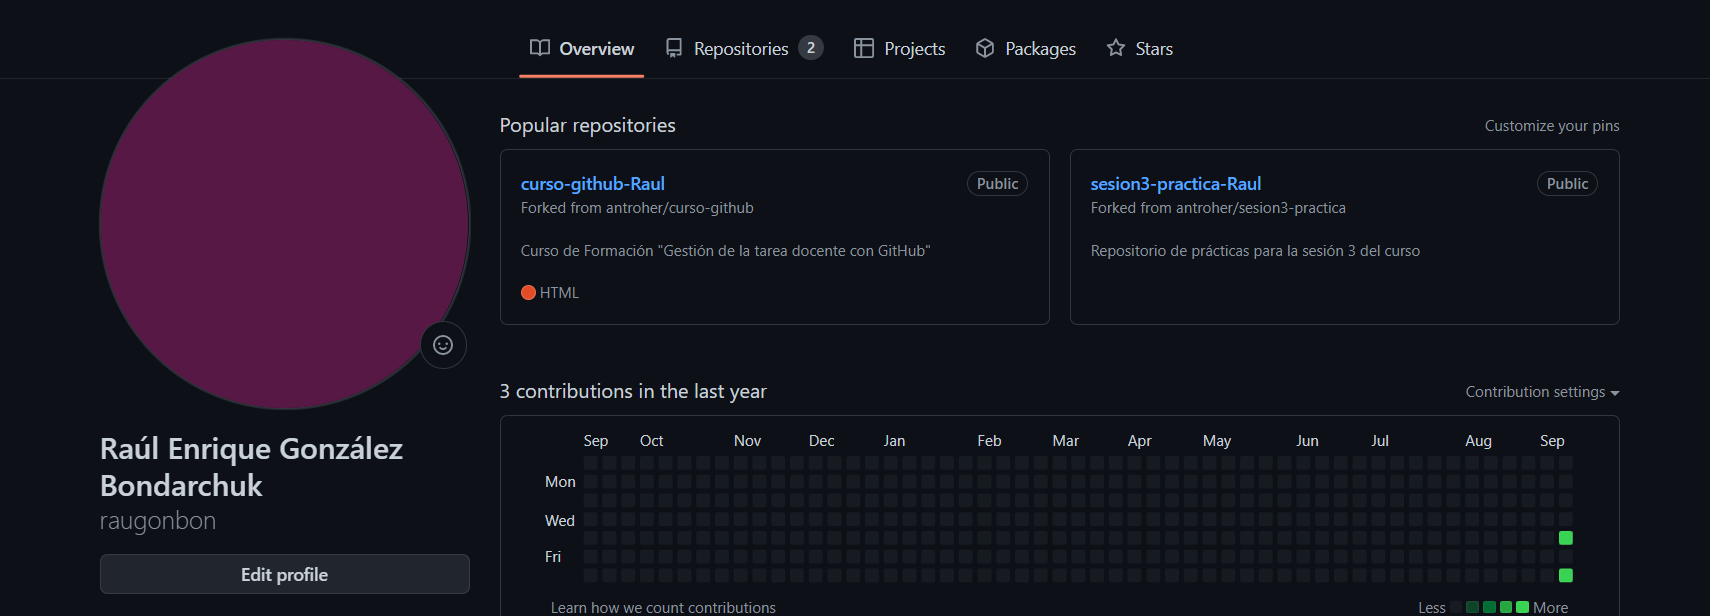 Overview Repositories 2 Projects Packages Stars
Popular repositories
Customize your pins
curso-github-Raul
Public
Forked from antroher/curso-github
Curso de Formación "Gestión de la tarea docente con GitHub"
HTML
sesion3-practica-Raul
Public
Forked from antroher/sesion3-practica
Repositorio de prácticas para la sesión 3 del curso
Raúl Enrique González
Bondarchuk
raugonbon
Edit profile
3 contributions in the last year
Contribution settings
Sep Oct Nov Dec Jan Feb Mar Apr May Jun Jul Aug Sep
Mon
Wed
Fri
Learn how we count contributions
Less More